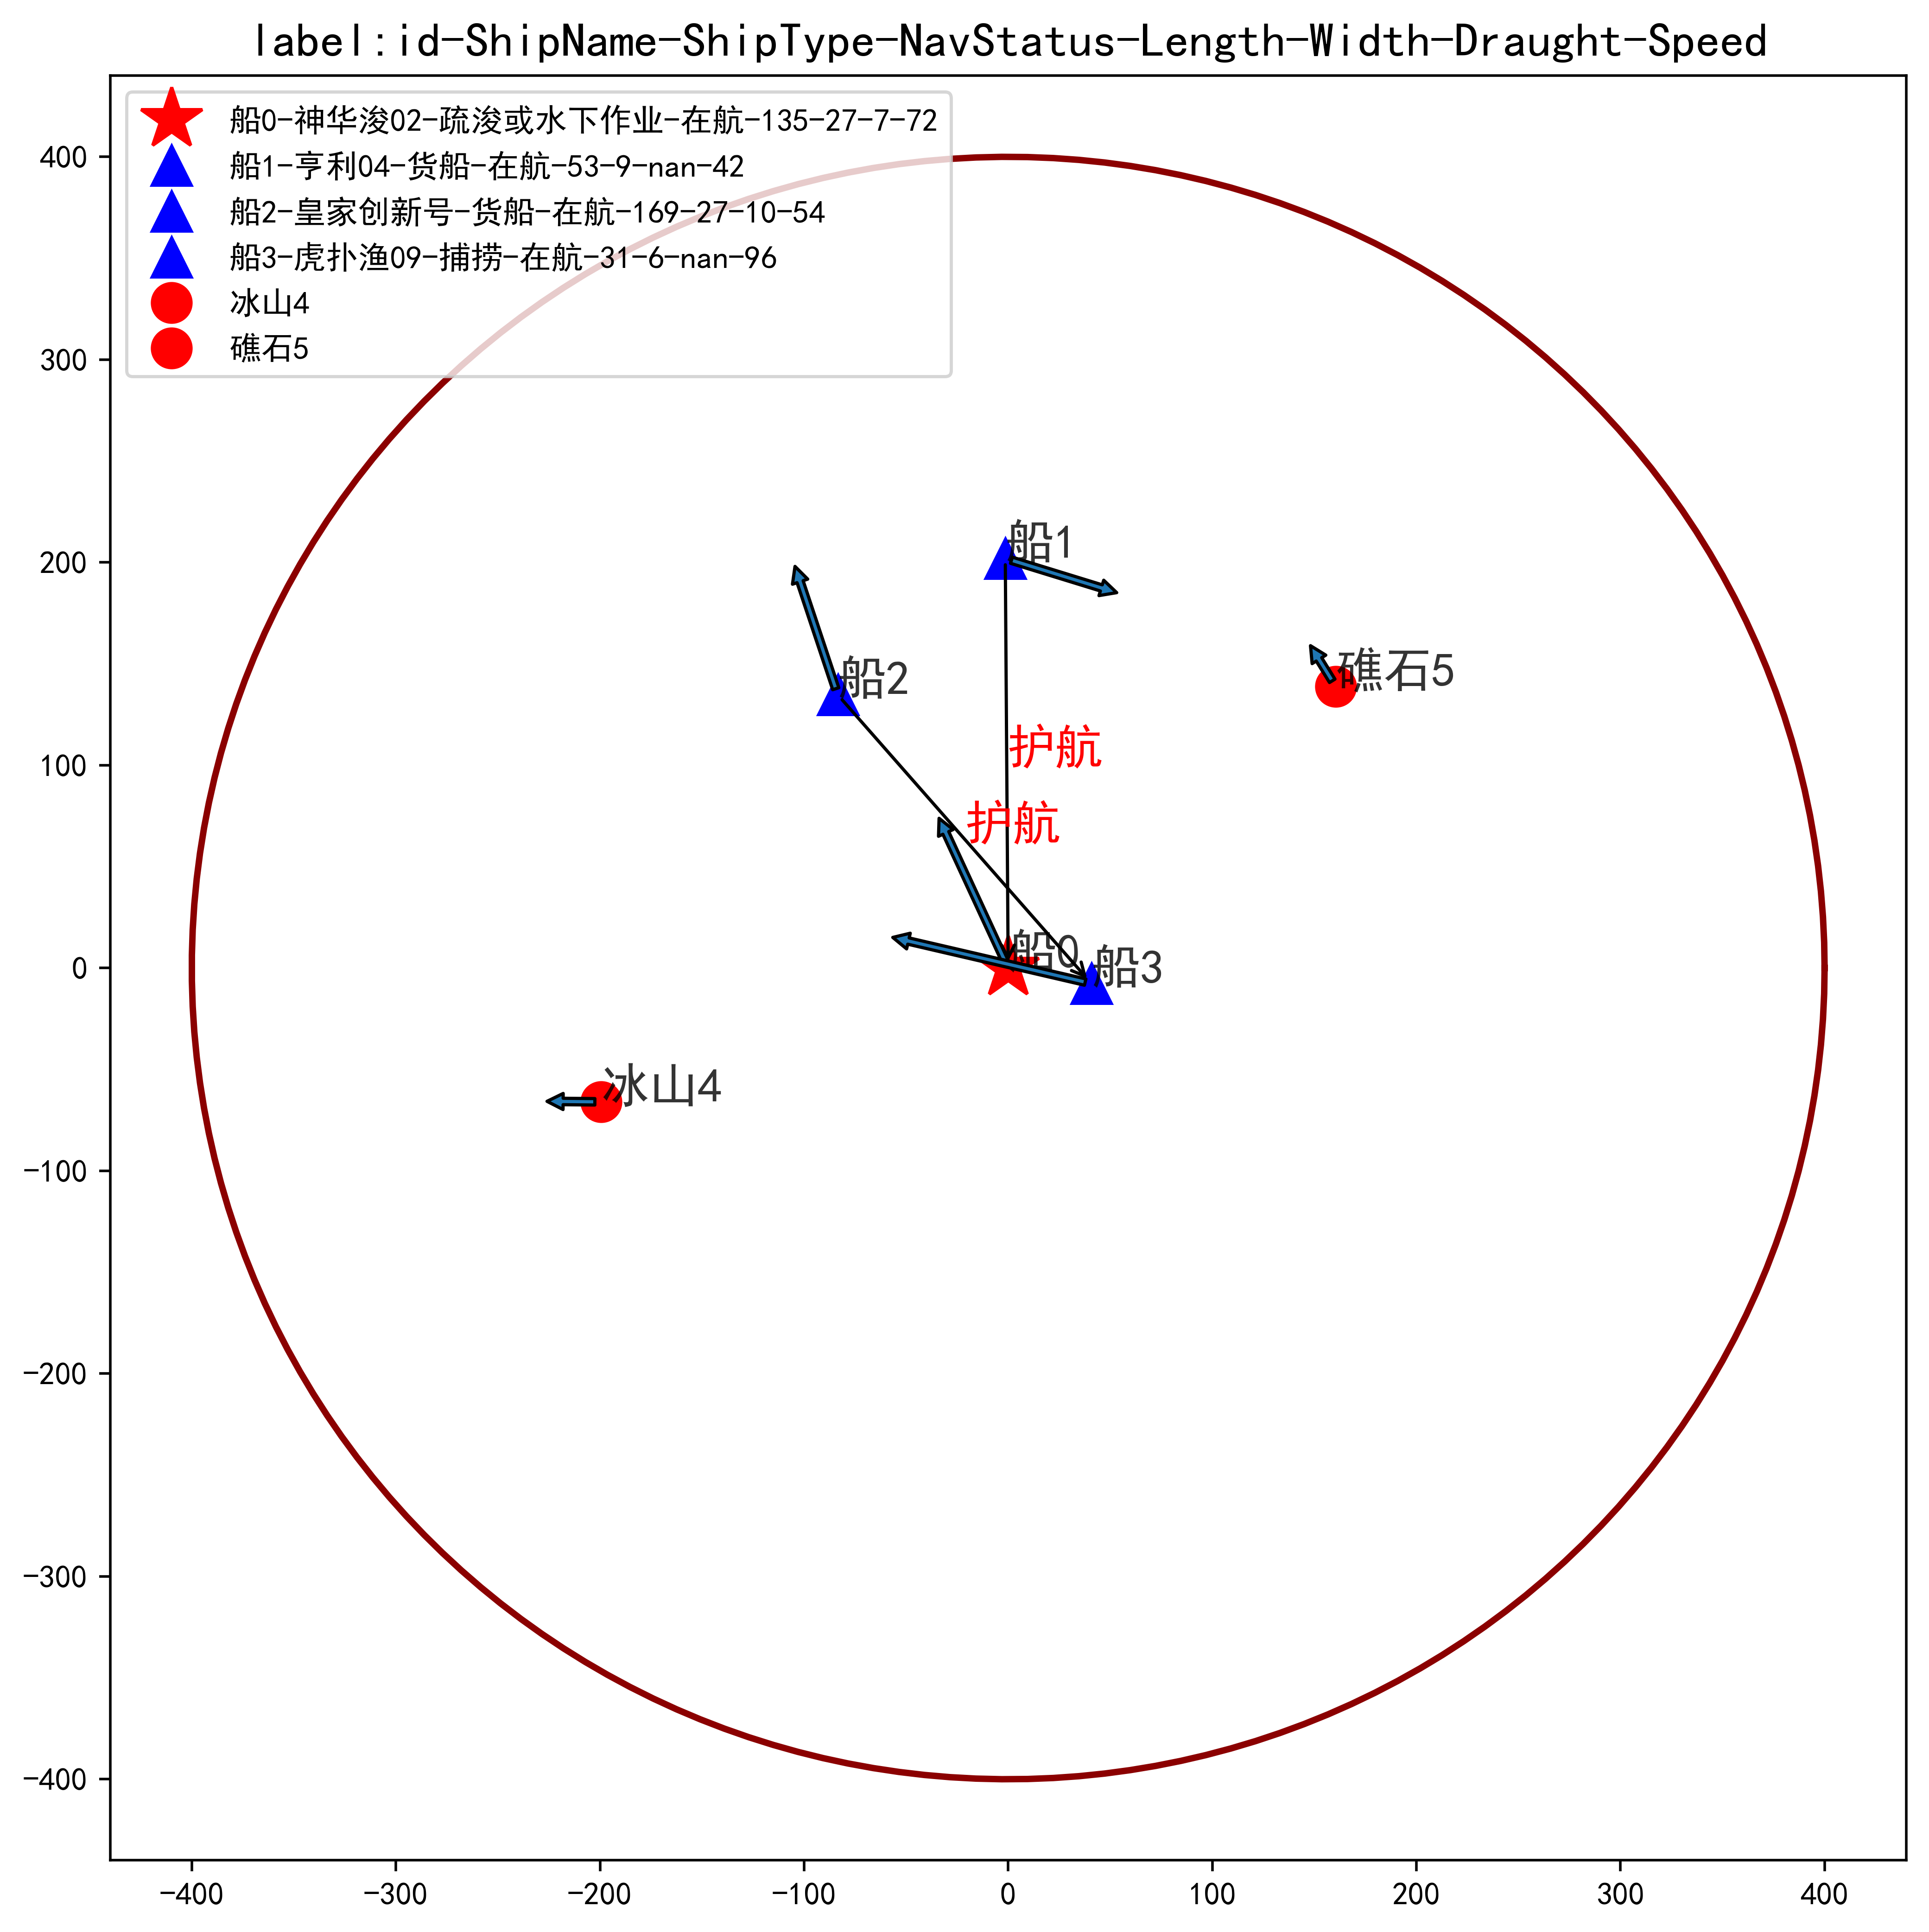 label:id-ShipName-ShipType-NavStatus-Length-Width-Draught-Speed
船0-神华浚02-疏浚或水下作业-在航-135-27-7-72
船1-亨利04-货船-在航-53-9-nan-42
船2-皇家创新号-货船-在航-169-27-10-54
船3-虎扑渔09-捕捞-在航-31-6-nan-96
冰山4
礁石5
400
300
200
100
0
-100
-200
-300
-400
船1
船2
礁石5
护航
护航
船0
船3
冰山4
-400 -300 -200 -100 0 100 200 300 400